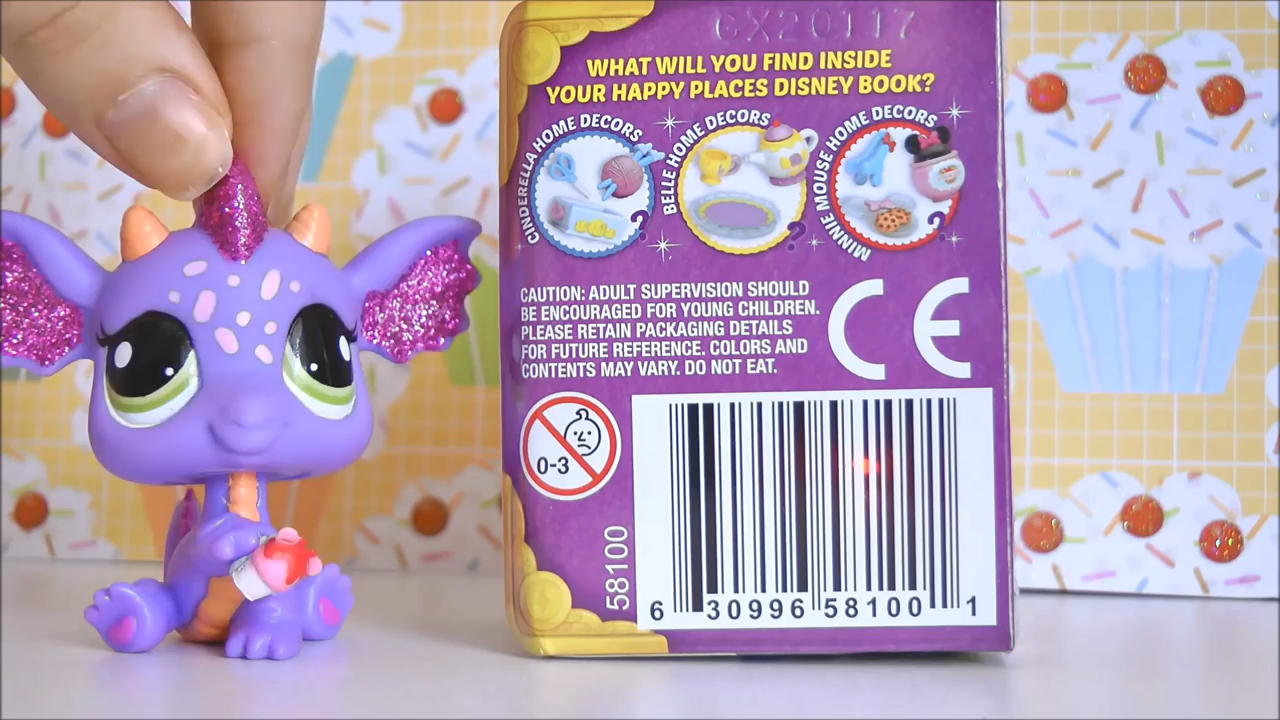 6X20117
WHAT WILL YOU FIND INSIDE
YOUR HAPPY PLACES DISNEY BOOK?
CINDERELLA HOME DECORS
BELLE HOME DECORS
MINNIE MOUSE HOME DECORS
?
?
?
CAUTION: ADULT SUPERVISION SHOULD
BE ENCOURAGED FOR YOUNG CHILDREN.
PLEASE RETAIN PACKAGING DETAILS
FOR FUTURE REFERENCE. COLORS AND
CONTENTS MAY VARY. DO NOT EAT.
CE
0-3
58100
6 30996 58100 1